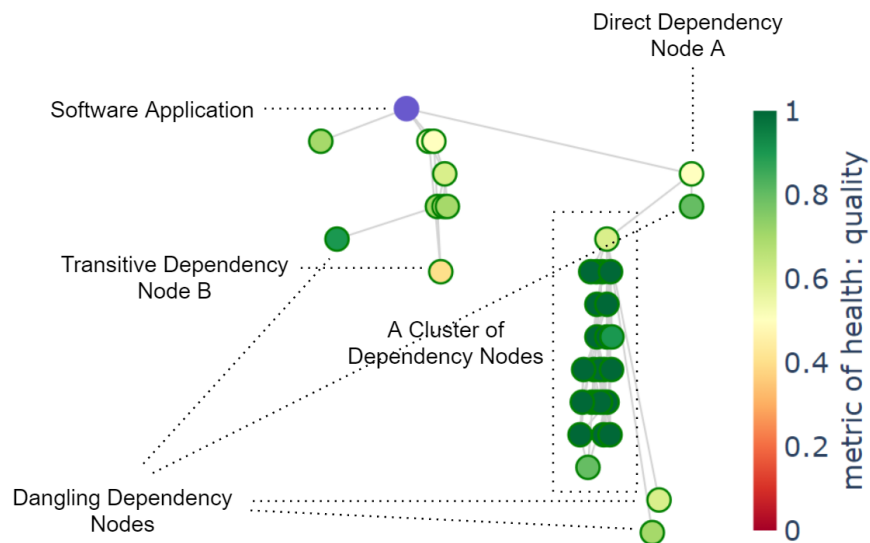 Direct Dependency
Node A
Software Application
1
0.8
Transitive Dependency
Node B
0.6
A Cluster of
Dependency Nodes
0.4
0.2
Dangling Dependency
Nodes
0
metric of health: quality